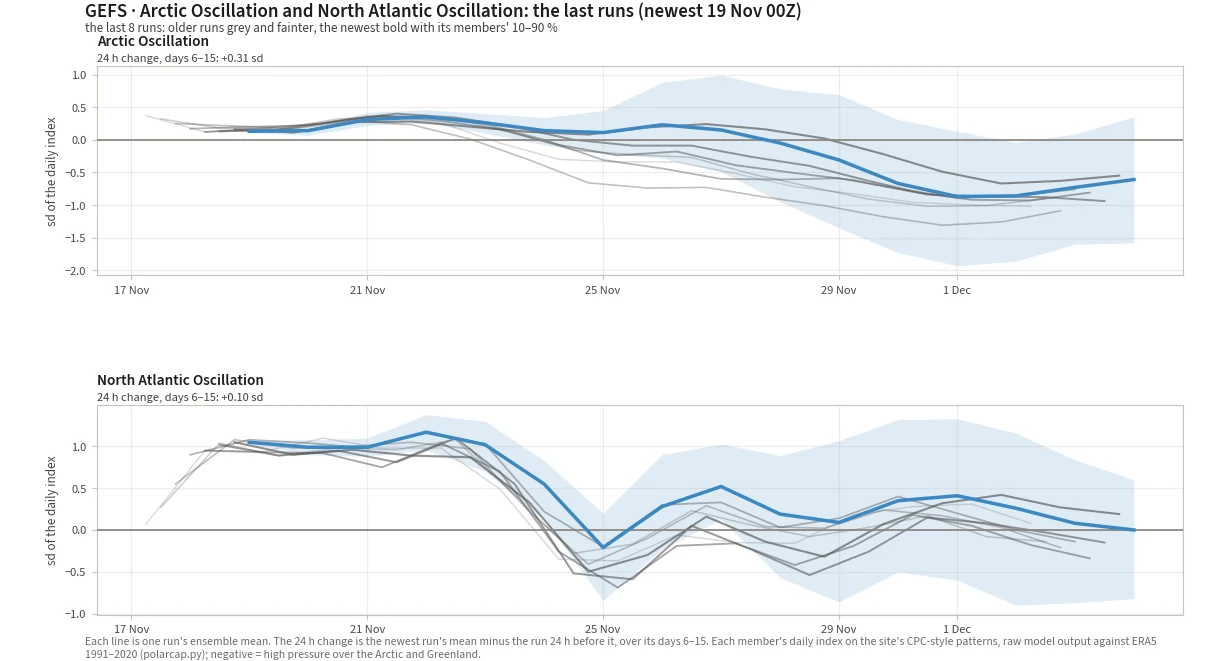 GEFS · Arctic Oscillation and North Atlantic Oscillation: the last runs (newest 19 Nov 00Z)
the last 8 runs: older runs grey and fainter, the newest bold with its members' 10–90 %
Arctic Oscillation
24 h change, days 6–15: +0.31 sd
sd of the daily index
1.0
0.5
0.0
−0.5
−1.0
−1.5
−2.0
17 Nov
21 Nov
25 Nov
29 Nov
1 Dec
North Atlantic Oscillation
24 h change, days 6–15: +0.10 sd
sd of the daily index
1.0
0.5
0.0
−0.5
−1.0
17 Nov
21 Nov
25 Nov
29 Nov
1 Dec
Each line is one run's ensemble mean. The 24 h change is the newest run's mean minus the run 24 h before it, over its days 6–15. Each member's daily index on the site's CPC-style patterns, raw model output against ERA5
1991–2020 (polarcap.py); negative = high pressure over the Arctic and Greenland.